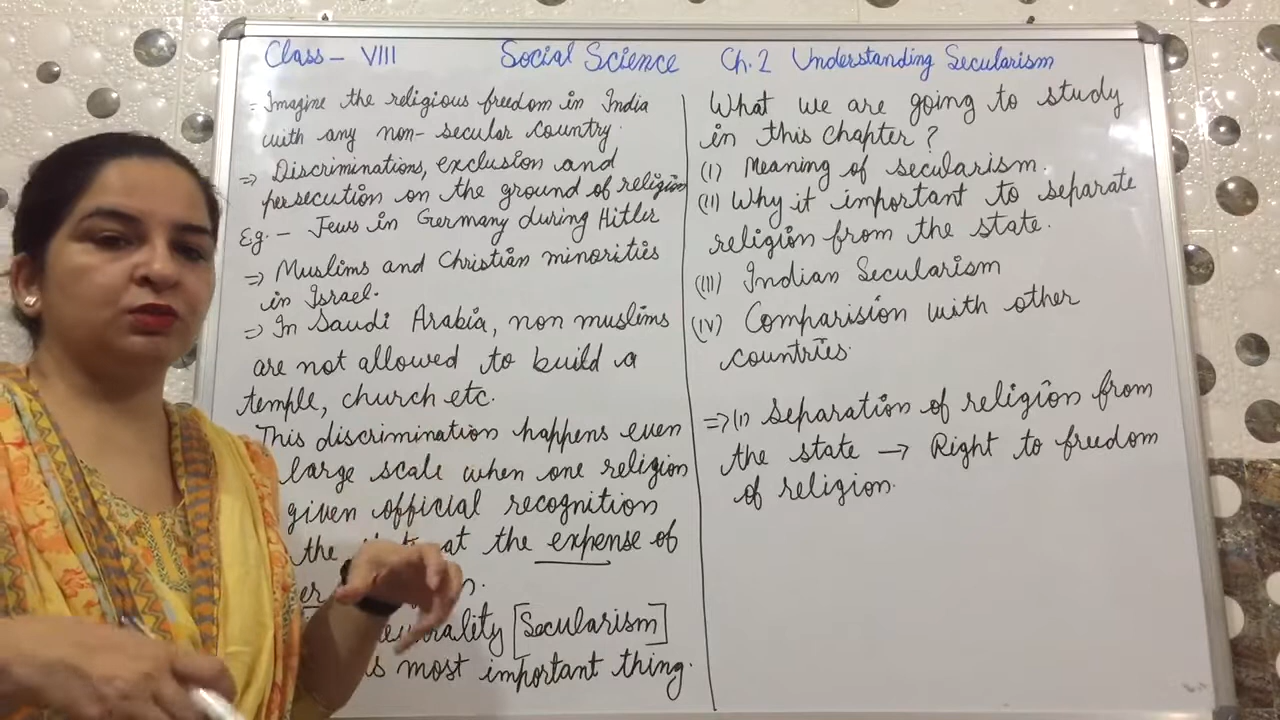 Class - VIII Social Science Ch. 2 Understanding Secularism
- Imagine the religious freedom in India
with any non-secular country.
=> Discriminations, exclusion and
persecution on the ground of religion
E.g. - Jews in Germany during Hitler
=> Muslims and Christian minorities
in Israel.
=> In Saudi Arabia, non muslims
are not allowed to build a
temple, church etc.
This discrimination happens even
large scale when one religion
given official recognition
the at the expense of
[Secularism]
most important thing.
What we are going to study
in this chapter?
(I) Meaning of secularism.
(II) Why it important to separate
religion from the state.
(III) Indian Secularism
(IV) Comparision with other
countries.
=> (1) Separation of religion from
the state → Right to freedom
of religion.